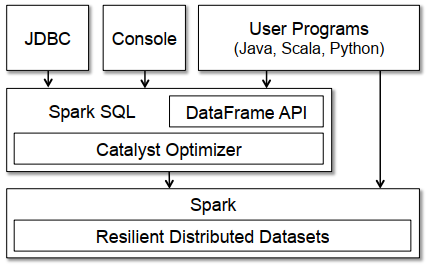 JDBC
Console
User Programs
(Java, Scala, Python)
Spark SQL
DataFrame API
Catalyst Optimizer
Spark
Resilient Distributed Datasets